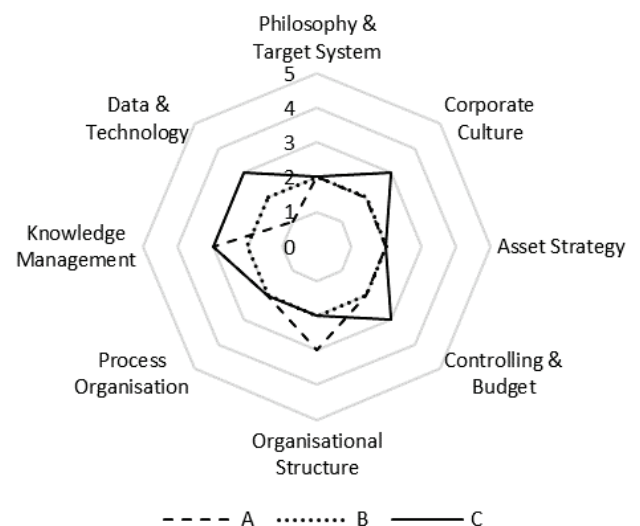 Philosophy &
Target System
5
Data &
Technology
4
Corporate
Culture
3
2
1
Knowledge
Management
0
Asset Strategy
Process
Organisation
Controlling &
Budget
Organisational
Structure
A B C